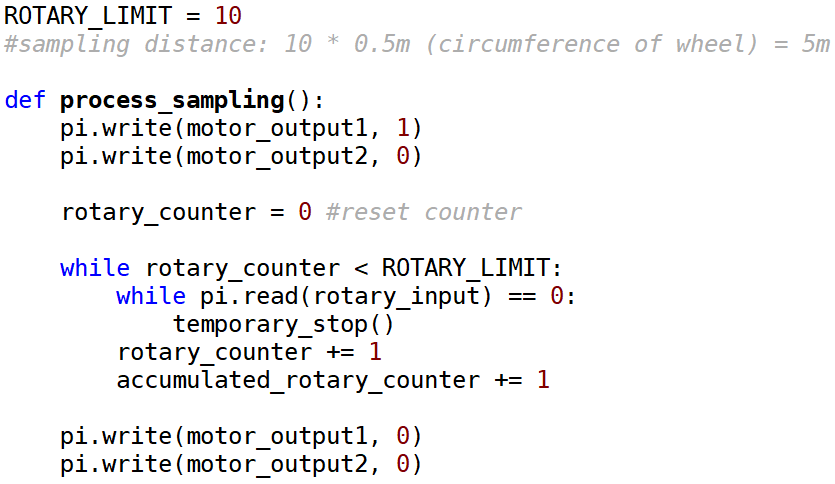 ROTARY_LIMIT = 10
#sampling distance: 10 * 0.5m (circumference of wheel) = 5m
def process_sampling():
    pi.write(motor_output1, 1)
    pi.write(motor_output2, 0)
    rotary_counter = 0 #reset counter
    while rotary_counter < ROTARY_LIMIT:
        while pi.read(rotary_input) == 0:
            temporary_stop()
        rotary_counter += 1
        accumulated_rotary_counter += 1
    pi.write(motor_output1, 0)
    pi.write(motor_output2, 0)